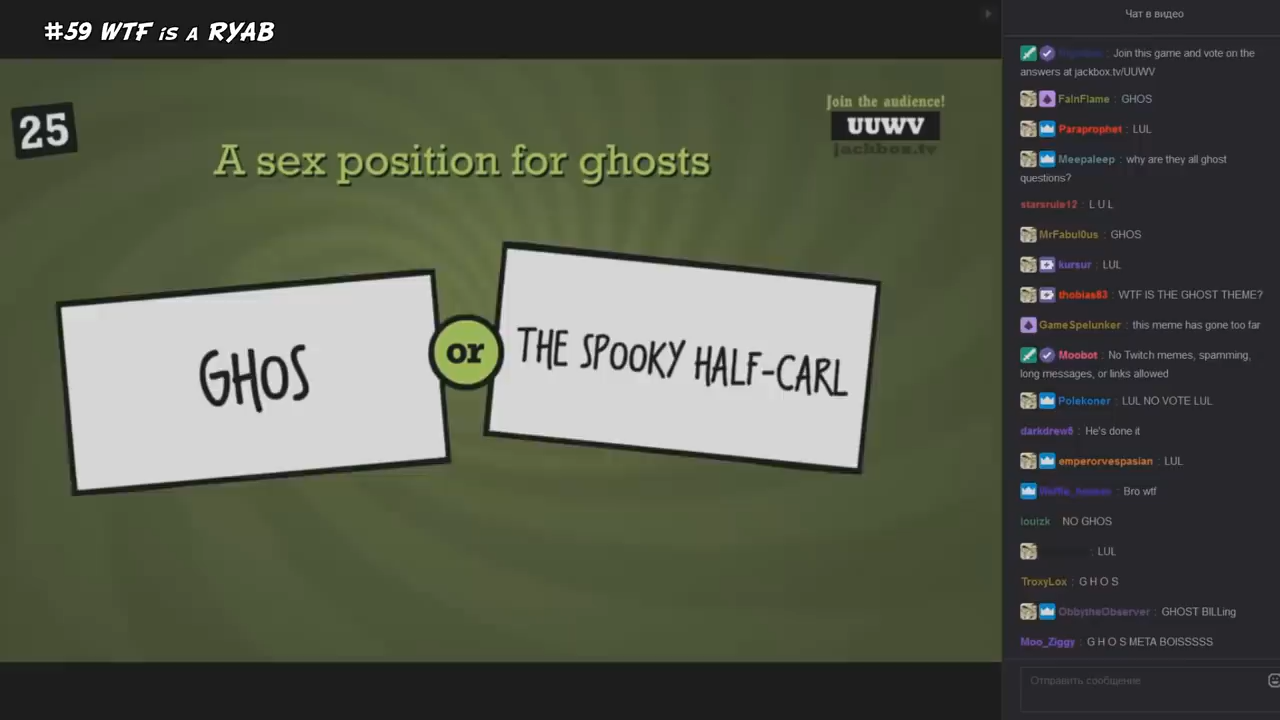 #59 WTF is a RYAB
25
Join the audience!
UUWV
jackbox.tv
A sex position for ghosts
GHOS
or
THE SPOOKY HALF-CARL
Чат в видео
: Join this game and vote on the
answers at jackbox.tv/UUWV
FalnFlame : GHOS
Paraprophet : LUL
Meepaleep : why are they all ghost
questions?
starsrule12 : L U L
MrFabul0us : GHOS
kursur : LUL
thobias83 : WTF IS THE GHOST THEME?
GameSpelunker : this meme has gone too far
Moobot : No Twitch memes, spamming,
long messages, or links allowed
Polekoner : LUL NO VOTE LUL
darkdrew5 : He's done it
emperorvespasian : LUL
: Bro wtf
louizk NO GHOS
: LUL
TroxyLox : G H O S
ObbytheObserver : GHOST BILLing
Moo_Ziggy : G H O S META BOISSSSS
Отправить сообщение